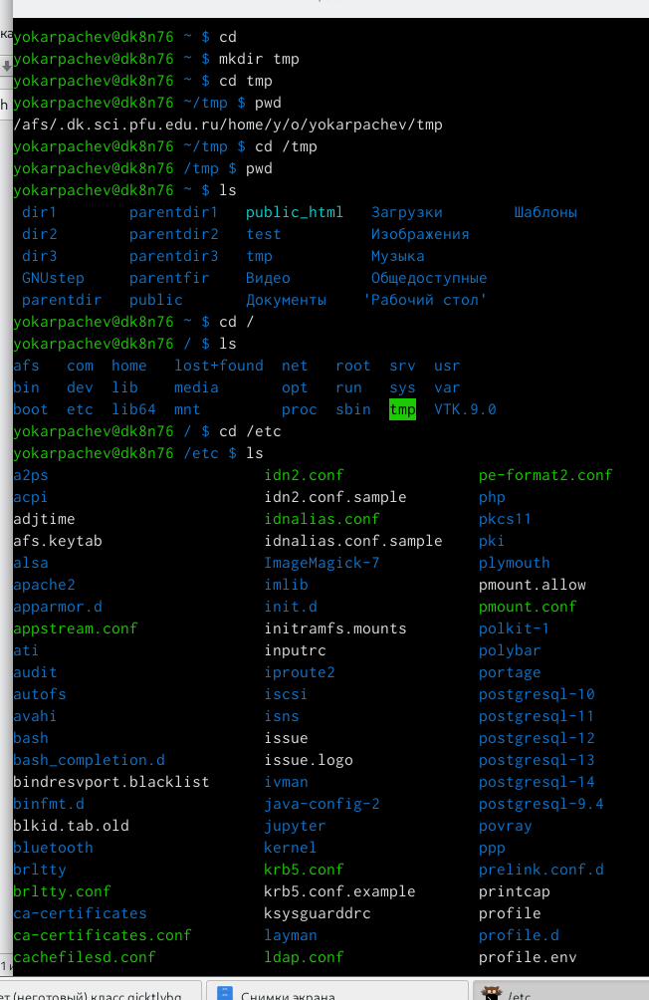 yokarpachev@dk8n76 ~ $ cd
yokarpachev@dk8n76 ~ $ mkdir tmp
yokarpachev@dk8n76 ~ $ cd tmp
yokarpachev@dk8n76 ~/tmp $ pwd
/afs/.dk.sci.pfu.edu.ru/home/y/o/yokarpachev/tmp
yokarpachev@dk8n76 ~/tmp $ cd /tmp
yokarpachev@dk8n76 /tmp $ pwd
yokarpachev@dk8n76 ~ $ ls
dir1 parentdir1 public_html Загрузки Шаблоны
dir2 parentdir2 test Изображения
dir3 parentdir3 tmp Музыка
GNUstep parentfir Видео Общедоступные
parentdir public Документы 'Рабочий стол'
yokarpachev@dk8n76 ~ $ cd /
yokarpachev@dk8n76 / $ ls
afs com home lost+found net root srv usr
bin dev lib media opt run sys var
boot etc lib64 mnt proc sbin tmp VTK.9.0
yokarpachev@dk8n76 / $ cd /etc
yokarpachev@dk8n76 /etc $ ls
a2ps idn2.conf pe-format2.conf
acpi idn2.conf.sample php
adjtime idnalias.conf pkcs11
afs.keytab idnalias.conf.sample pki
alsa ImageMagick-7 plymouth
apache2 imlib pmount.allow
apparmor.d init.d pmount.conf
appstream.conf initramfs.mounts polkit-1
ati inputrc polybar
audit iproute2 portage
autofs iscsi postgresql-10
avahi isns postgresql-11
bash issue postgresql-12
bash_completion.d issue.logo postgresql-13
bindresvport.blacklist ivman postgresql-14
binfmt.d java-config-2 postgresql-9.4
blkid.tab.old jupyter povray
bluetooth kernel ppp
brltty krb5.conf prelink.conf.d
brltty.conf krb5.conf.example printcap
ca-certificates ksysguarddrc profile
ca-certificates.conf layman profile.d
cachefilesd.conf ldap.conf profile.env
(неготовый) класс Снимки экрана /etc